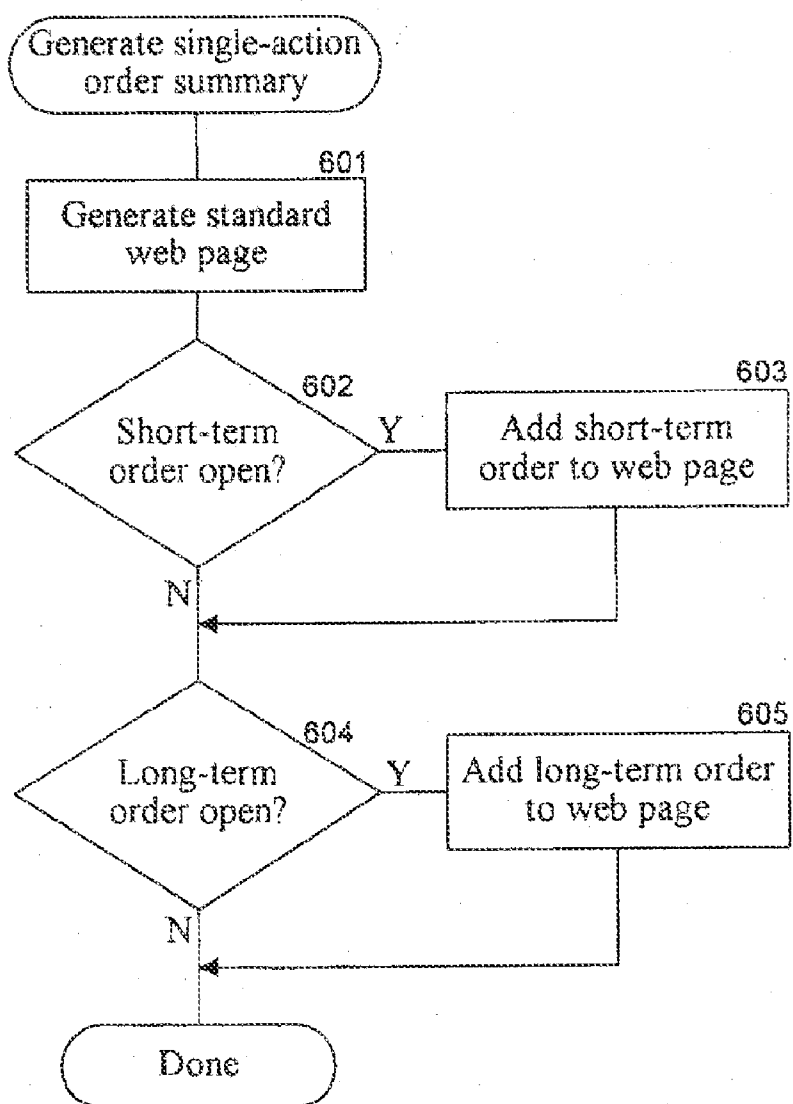 Generate single-action
order summary
601
Generate standard
web page
602
Short-term
order open?
Y
603
Add short-term
order to web page
N
604
Long-term
order open?
Y
605
Add long-term order
to web page
N
Done